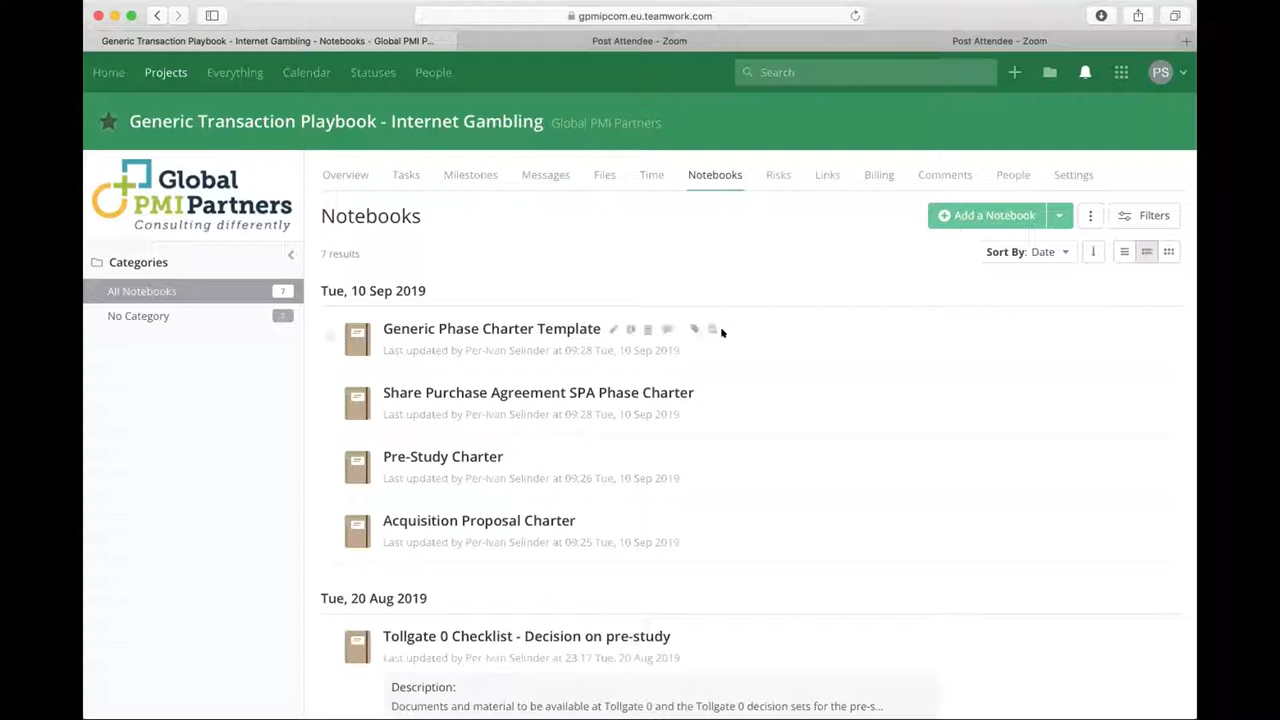 gpmipcom.eu.teamwork.com
Generic Transaction Playbook - Internet Gambling - Notebooks - Global PMI P...
Post Attendee - Zoom
Post Attendee - Zoom
Home
Projects
Everything
Calendar
Statuses
People
Search
PS
Generic Transaction Playbook - Internet Gambling Global PMI Partners
Global
PMI Partners
Consulting differently
Overview
Tasks
Milestones
Messages
Files
Time
Notebooks
Risks
Links
Billing
Comments
People
Settings
Notebooks
Add a Notebook
Filters
7 results
Sort By: Date
Categories
All Notebooks 7
No Category
Tue, 10 Sep 2019
Generic Phase Charter Template
Last updated by Per-Ivan Selinder at 09:28 Tue, 10 Sep 2019
Share Purchase Agreement SPA Phase Charter
Last updated by Per-Ivan Selinder at 09:28 Tue, 10 Sep 2019
Pre-Study Charter
Last updated by Per-Ivan Selinder at 09:26 Tue, 10 Sep 2019
Acquisition Proposal Charter
Last updated by Per-Ivan Selinder at 09:25 Tue, 10 Sep 2019
Tue, 20 Aug 2019
Tollgate 0 Checklist - Decision on pre-study
Last updated by Per-Ivan Selinder at 23:17 Tue, 20 Aug 2019
Description:
Documents and material to be available at Tollgate 0 and the Tollgate 0 decision sets for the pre-s...